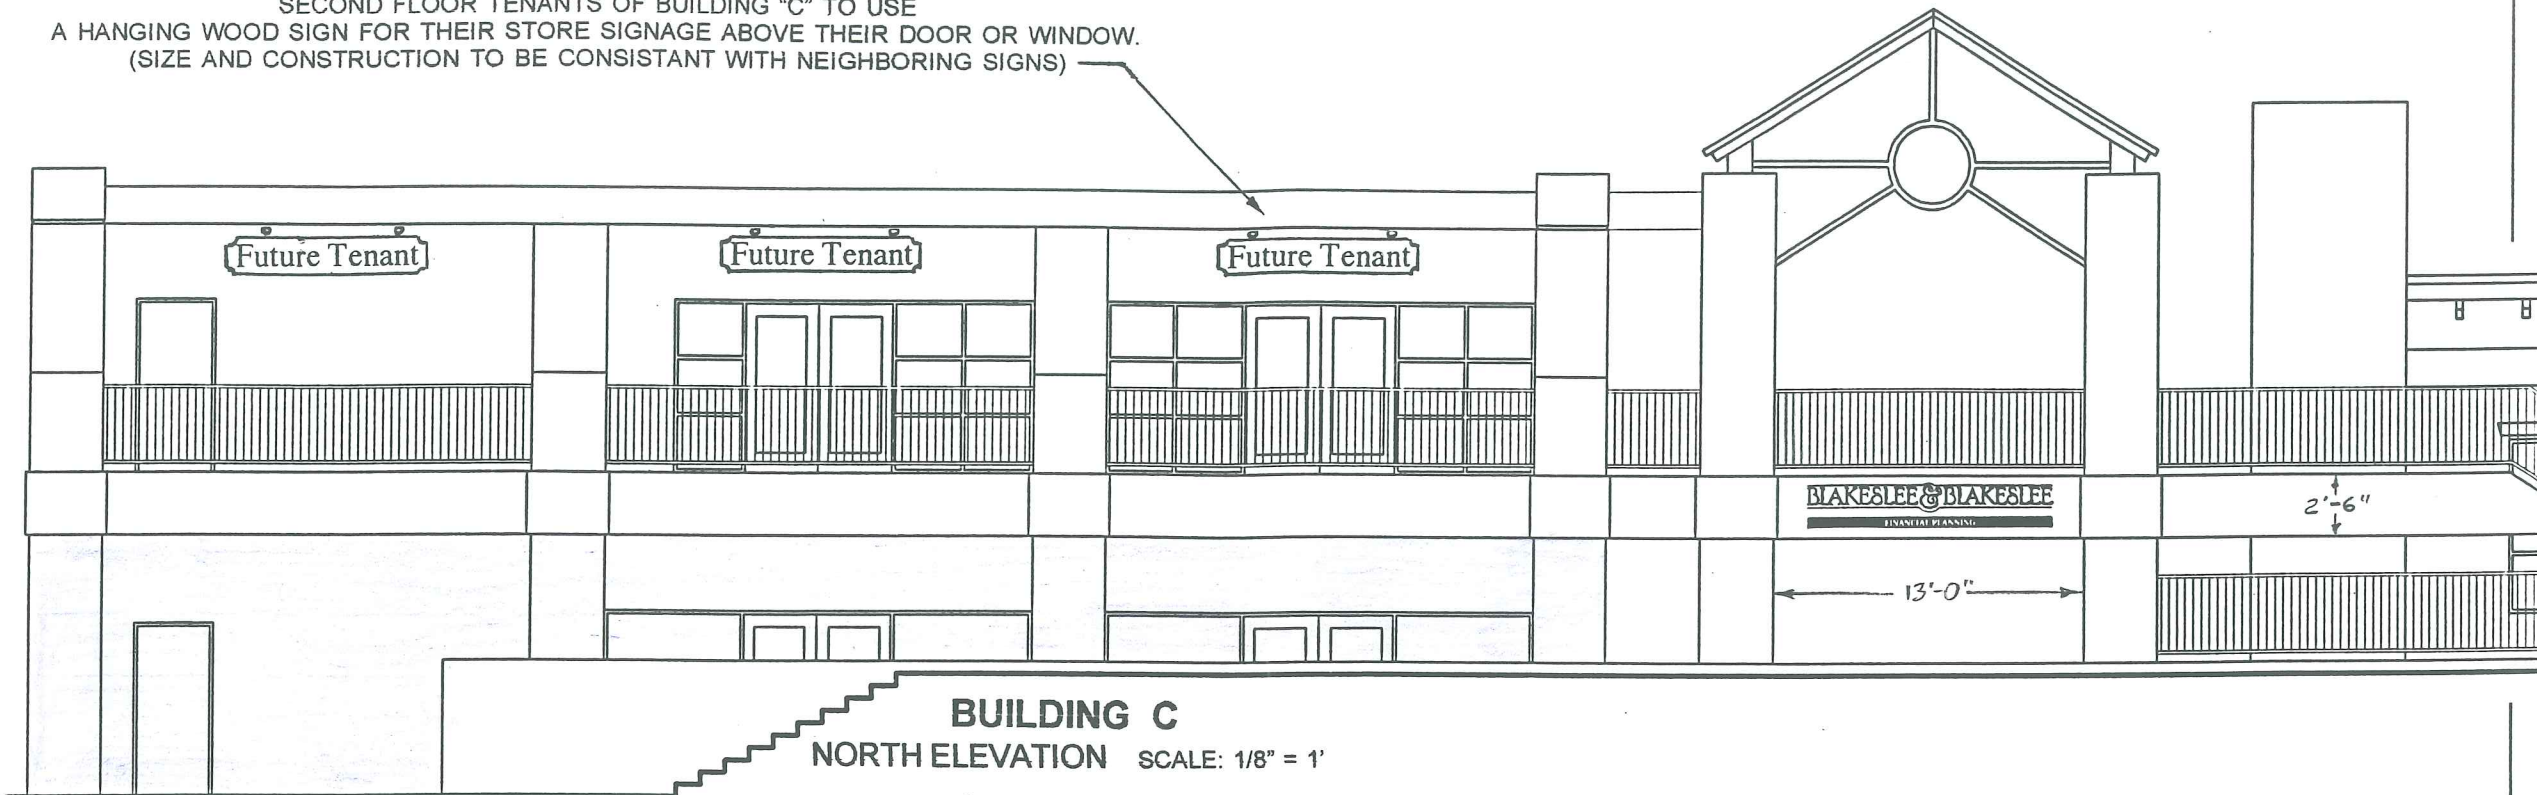 SECOND FLOOR TENANTS OF BUILDING "C" TO USE
A HANGING WOOD SIGN FOR THEIR STORE SIGNAGE ABOVE THEIR DOOR OR WINDOW.
(SIZE AND CONSTRUCTION TO BE CONSISTANT WITH NEIGHBORING SIGNS)
Future Tenant
Future Tenant
Future Tenant
BLAKESLEE&BLAKESLEE
FINANCIAL PLANNING
2'-6"
13'-0"
BUILDING C
NORTH ELEVATION SCALE: 1/8" = 1'